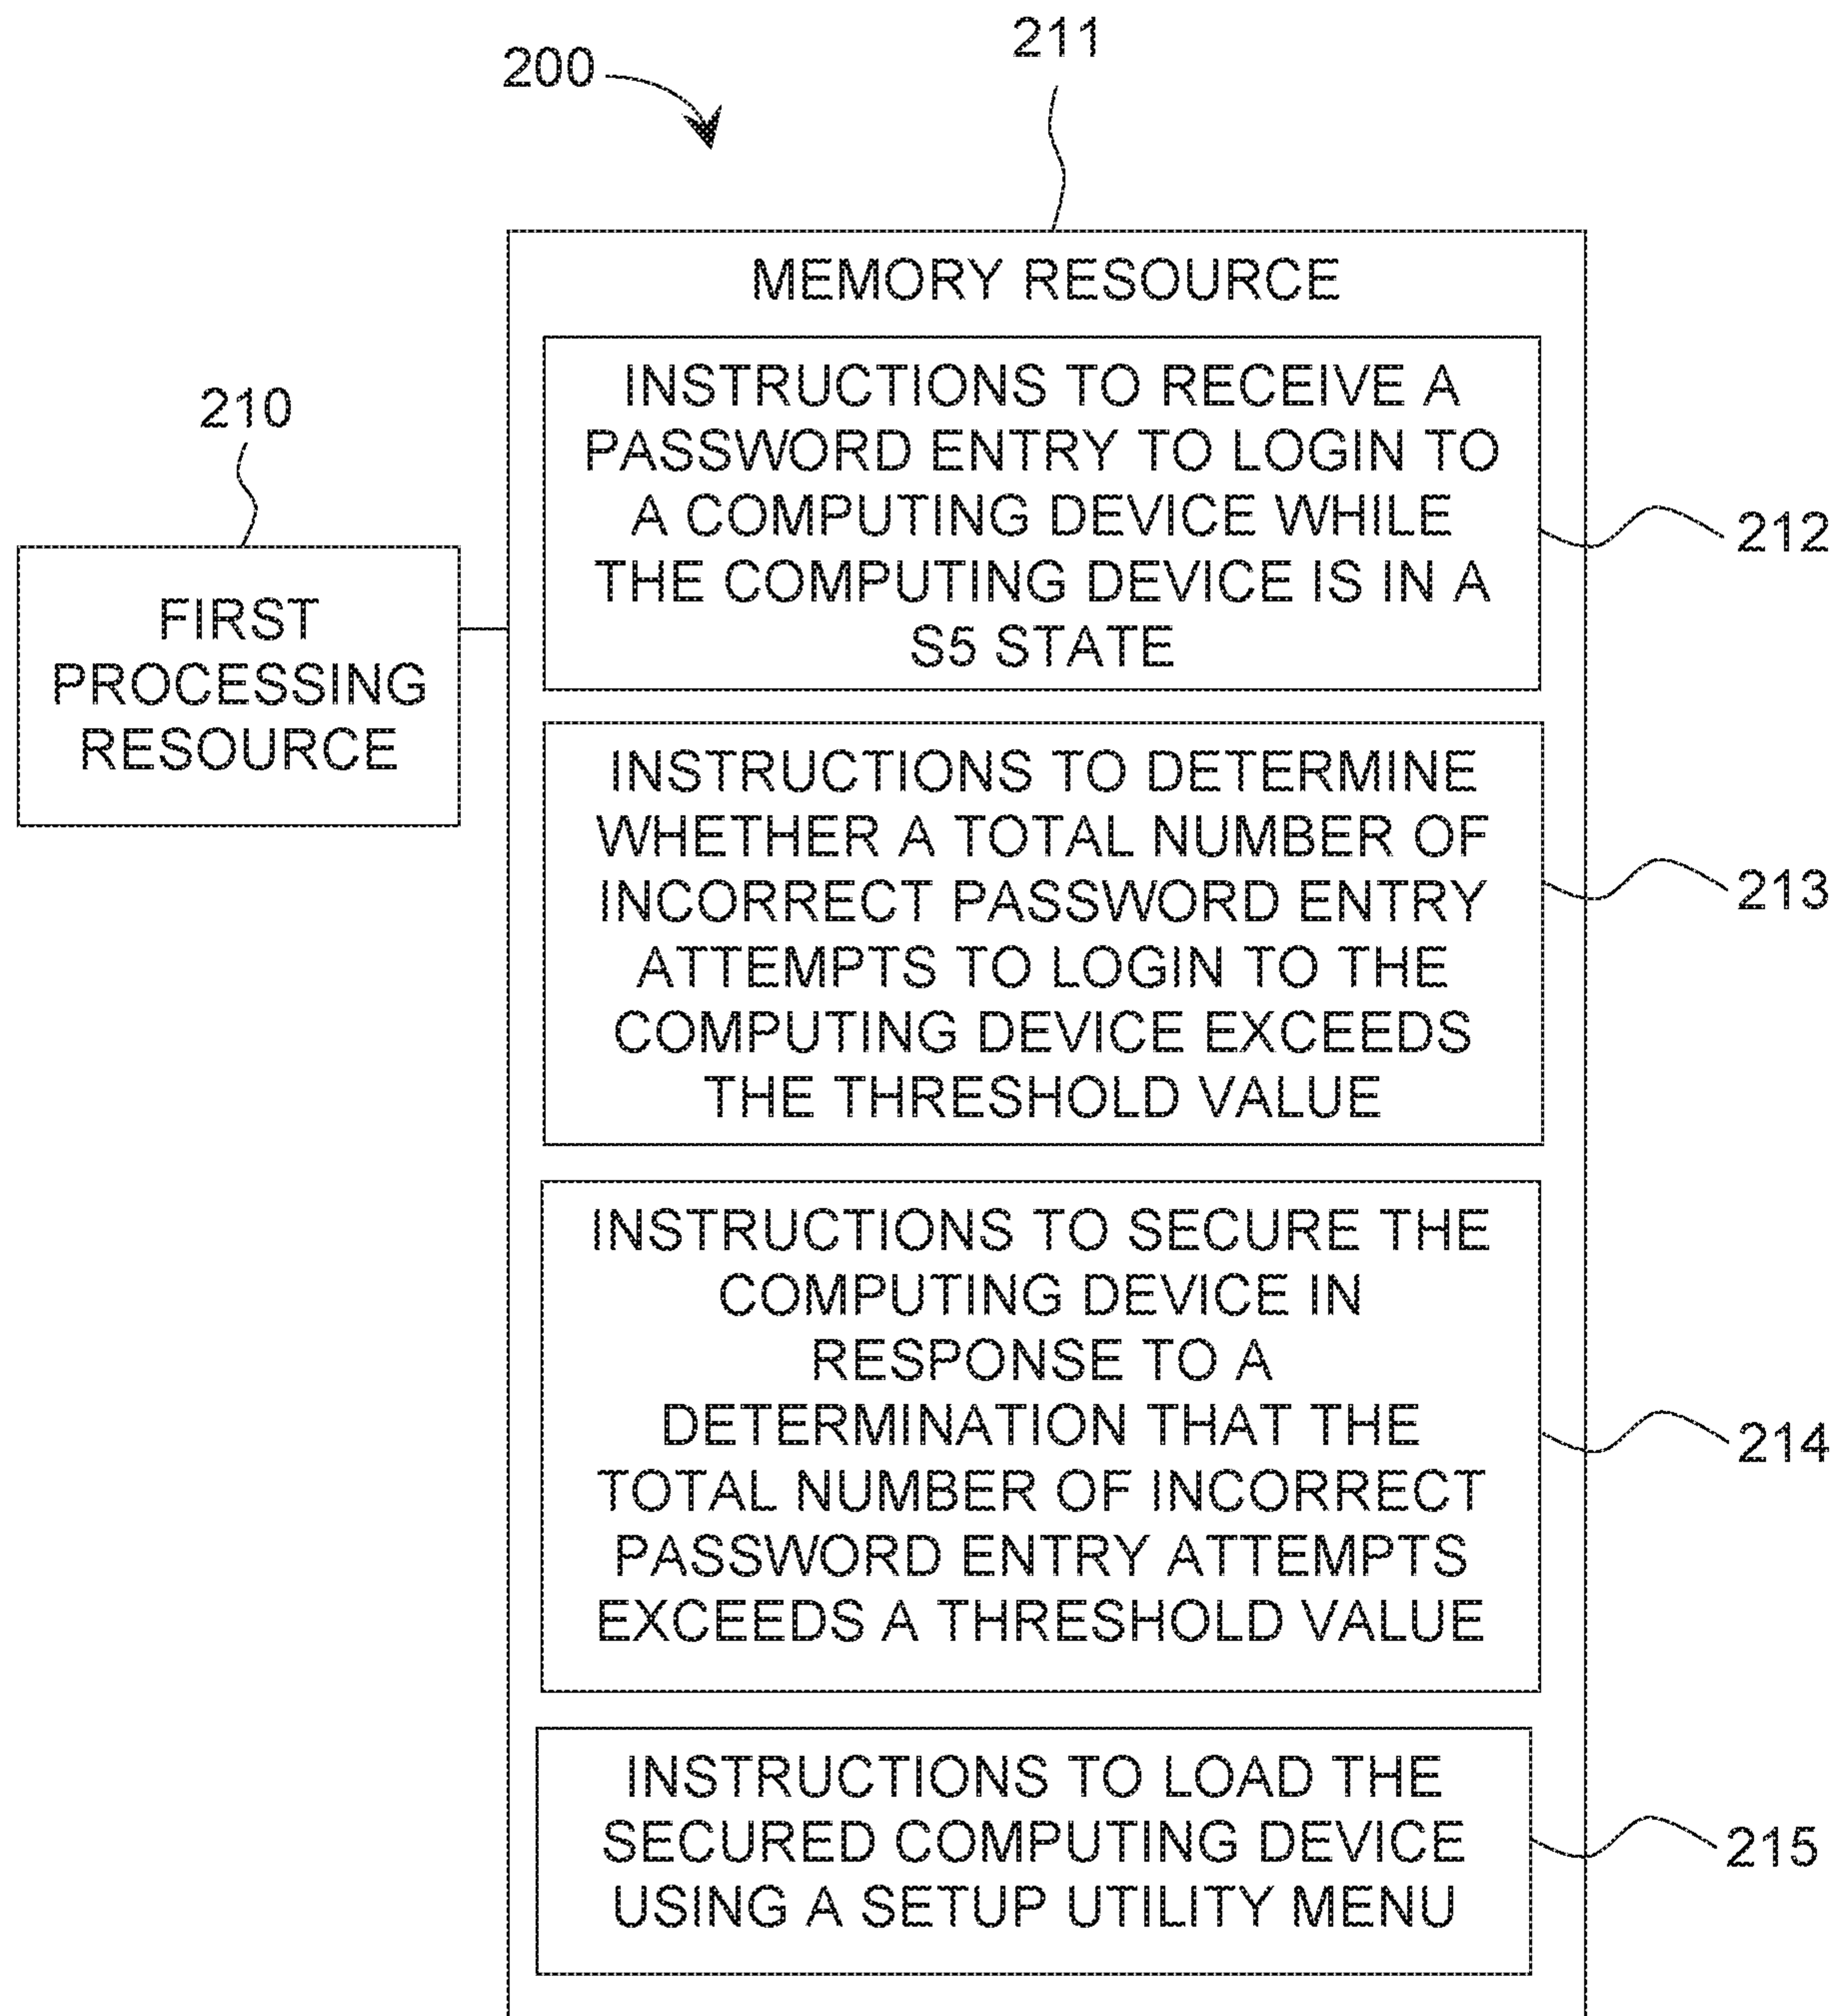 200
211
MEMORY RESOURCE
210
FIRST
PROCESSING
RESOURCE
INSTRUCTIONS TO RECEIVE A
PASSWORD ENTRY TO LOGIN TO
A COMPUTING DEVICE WHILE
THE COMPUTING DEVICE IS IN A
S5 STATE
212
INSTRUCTIONS TO DETERMINE
WHETHER A TOTAL NUMBER OF
INCORRECT PASSWORD ENTRY
ATTEMPTS TO LOGIN TO THE
COMPUTING DEVICE EXCEEDS
THE THRESHOLD VALUE
213
INSTRUCTIONS TO SECURE THE
COMPUTING DEVICE IN
RESPONSE TO A
DETERMINATION THAT THE
TOTAL NUMBER OF INCORRECT
PASSWORD ENTRY ATTEMPTS
EXCEEDS A THRESHOLD VALUE
214
INSTRUCTIONS TO LOAD THE
SECURED COMPUTING DEVICE
USING A SETUP UTILITY MENU
215